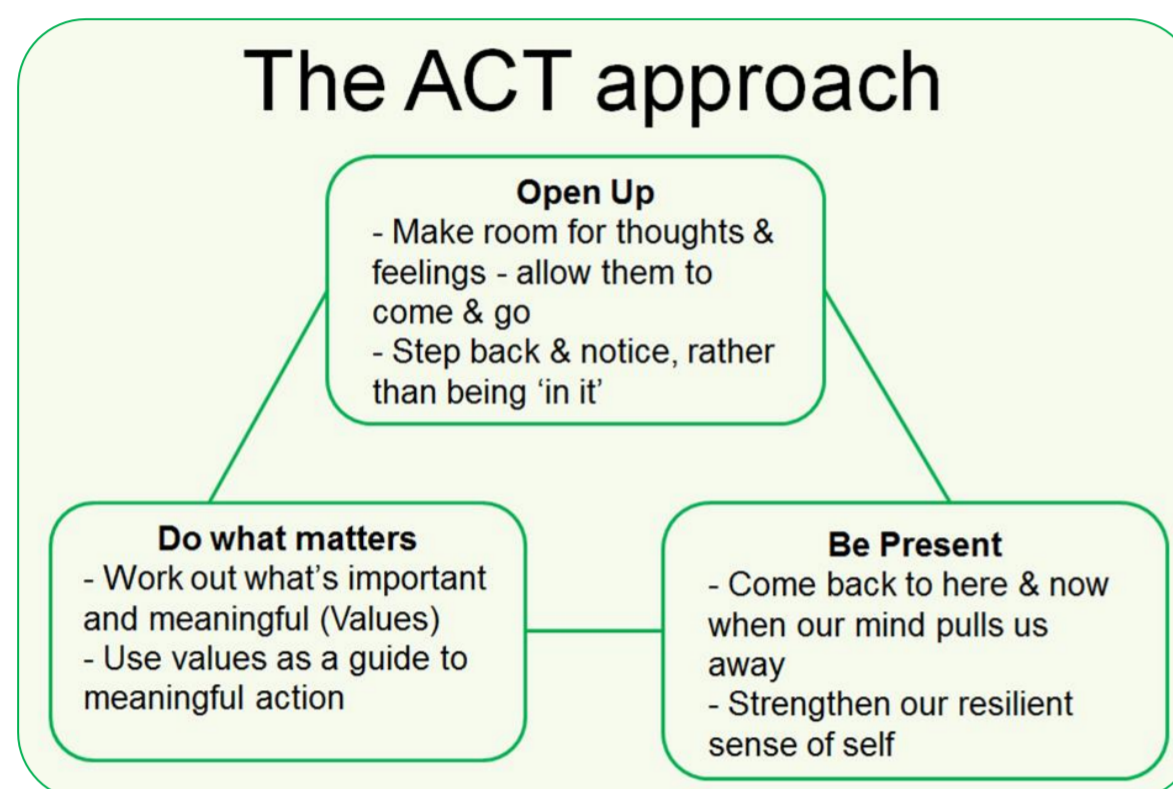 The ACT approach
Open Up
- Make room for thoughts &
feelings - allow them to
come & go
- Step back & notice, rather
than being ‘in it’
Do what matters
- Work out what’s important
and meaningful (Values)
- Use values as a guide to
meaningful action
Be Present
- Come back to here & now
when our mind pulls us
away
- Strengthen our resilient
sense of self